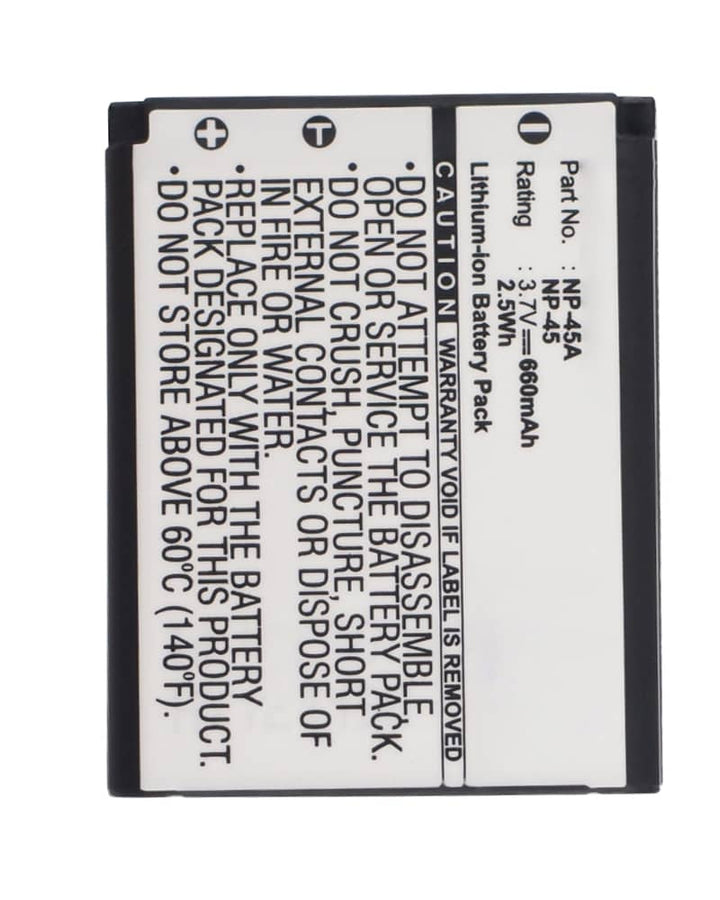 Part No. : NP-45A
NP-45
Rating : 3.7V⎓660mAh
2.5Wh
Lithium-Ion Battery Pack
CAUTION WARRANTY VOID IF LABEL IS REMOVED
•DO NOT ATTEMPT TO DISASSEMBLE,
OPEN OR SERVICE THE BATTERY PACK.
•DO NOT CRUSH, PUNCTURE, SHORT
EXTERNAL CONTACTS OR DISPOSE OF
IN FIRE OR WATER.
•REPLACE ONLY WITH THE BATTERY
PACK DESIGNATED FOR THIS PRODUCT.
•DO NOT STORE ABOVE 60°C (140°F).
− T +